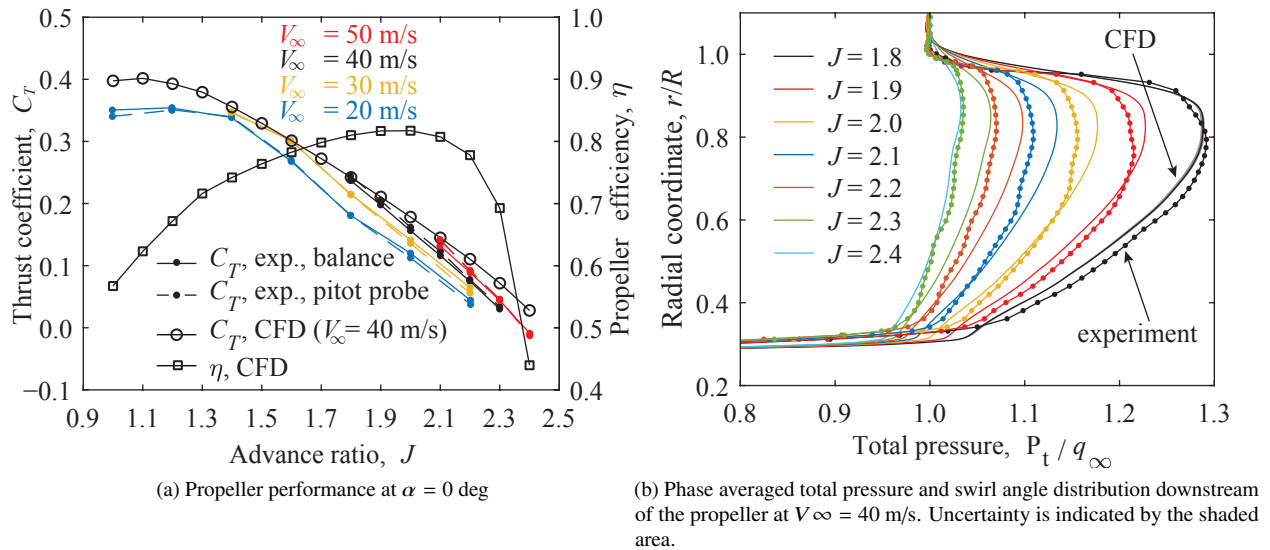 V∞ = 50 m/s
V∞ = 40 m/s
V∞ = 30 m/s
V∞ = 20 m/s
Thrust coefficient, C_T
0.5
0.4
0.3
0.2
0.1
0.0
−0.1
C_T, exp., balance
C_T, exp., pitot probe
C_T, CFD (V∞= 40 m/s)
η, CFD
1.0
0.9
0.8
0.7
0.6
0.5
0.4
Propeller efficiency, η
0.9 1.1 1.3 1.5 1.7 1.9 2.1 2.3 2.5
Advance ratio, J
(a) Propeller performance at α = 0 deg
Radial coordinate, r/R
1.0
0.8
0.6
0.4
0.2
J = 1.8
J = 1.9
J = 2.0
J = 2.1
J = 2.2
J = 2.3
J = 2.4
CFD
experiment
0.8 0.9 1.0 1.1 1.2 1.3
Total pressure, P_t / q_∞
(b) Phase averaged total pressure and swirl angle distribution downstream
of the propeller at V∞ = 40 m/s. Uncertainty is indicated by the shaded
area.